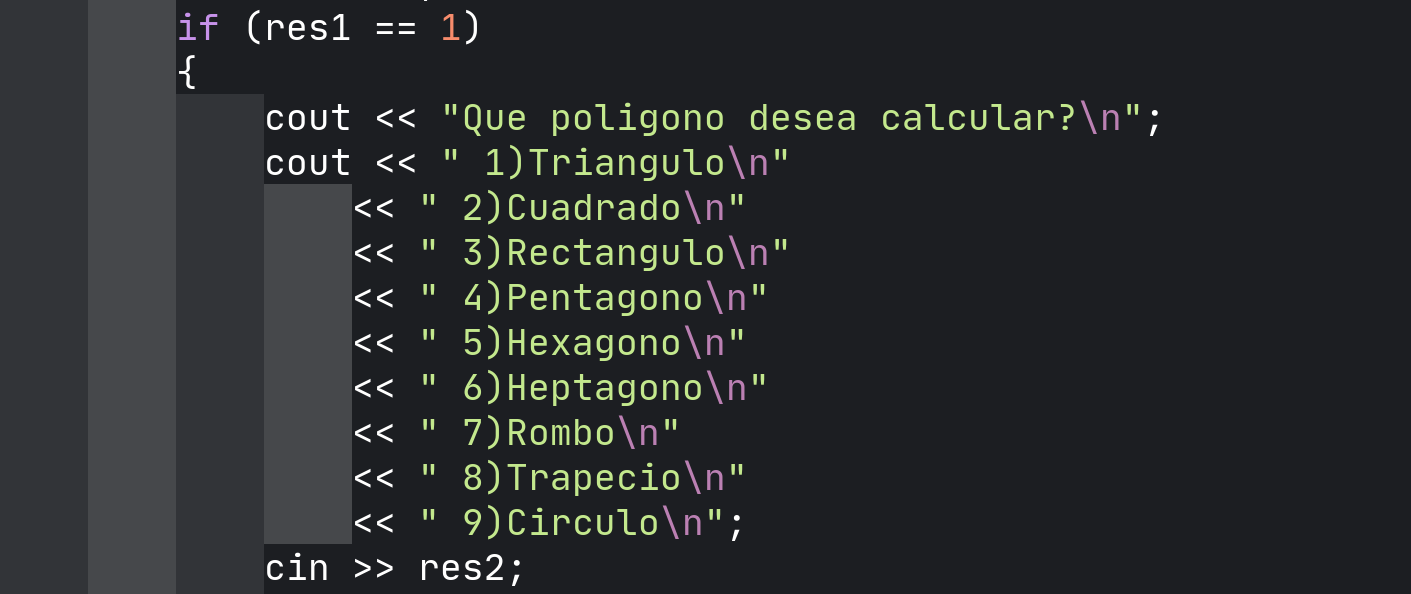 if (res1 == 1)
{
cout << "Que poligono desea calcular?\n";
cout << " 1)Triangulo\n"
<< " 2)Cuadrado\n"
<< " 3)Rectangulo\n"
<< " 4)Pentagono\n"
<< " 5)Hexagono\n"
<< " 6)Heptagono\n"
<< " 7)Rombo\n"
<< " 8)Trapecio\n"
<< " 9)Circulo\n";
cin >> res2;